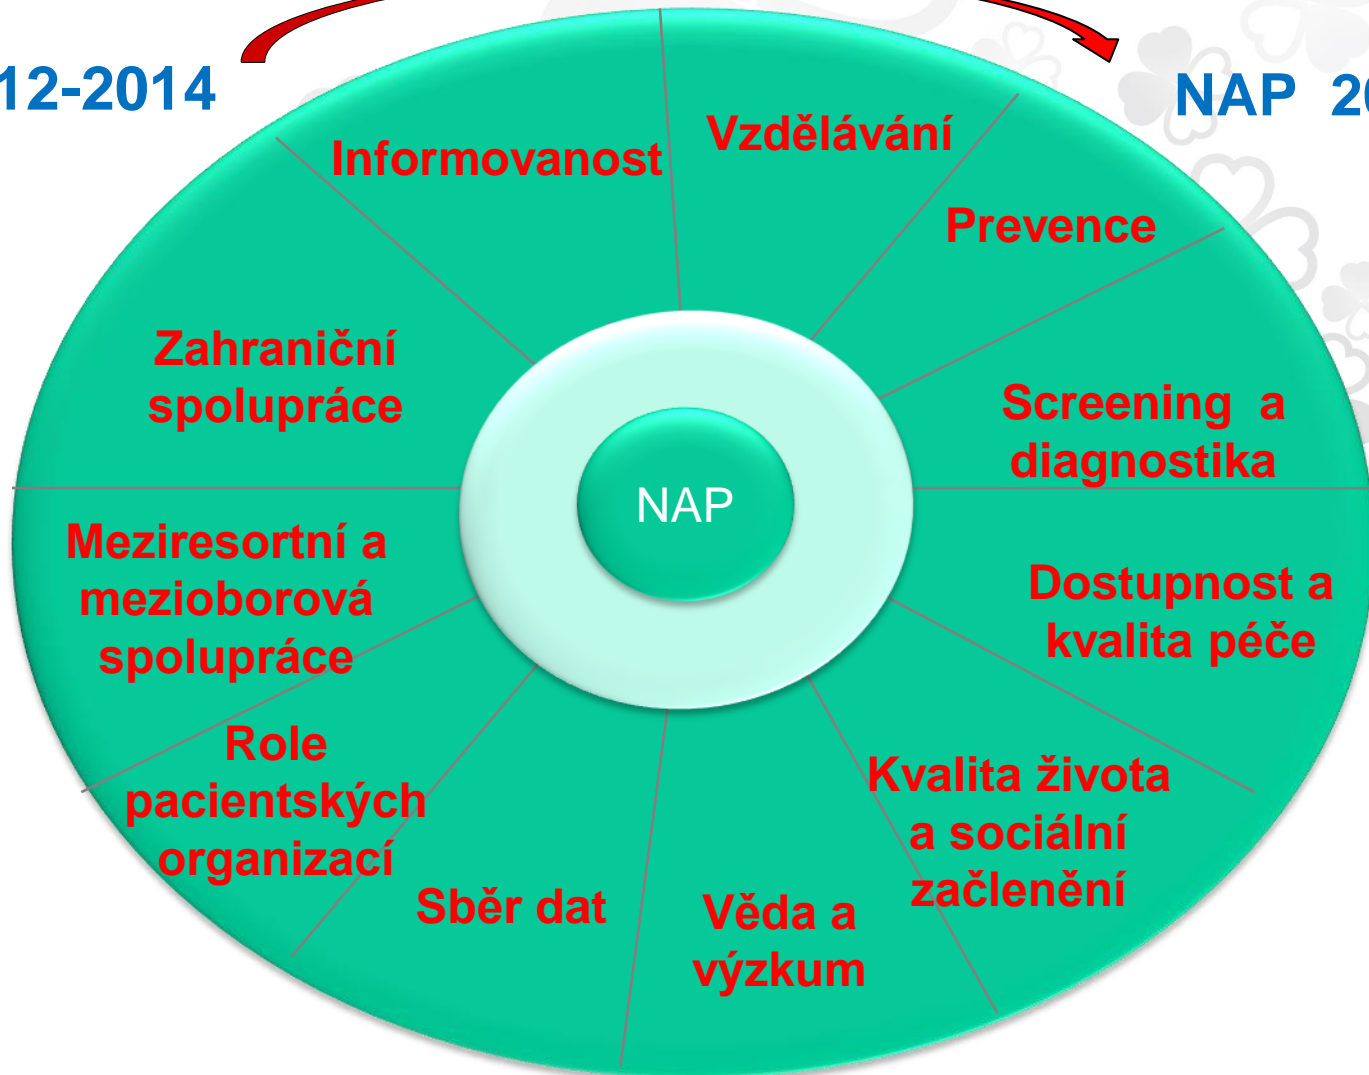 12-2014
NAP 20
Informovanost
Vzdělávání
Prevence
Zahraniční
spolupráce
Screening a
diagnostika
NAP
Meziresortní a
mezioborová
spolupráce
Dostupnost a
kvalita péče
Role
pacientských
organizací
Kvalita života
a sociální
začlenění
Sběr dat
Věda a
výzkum